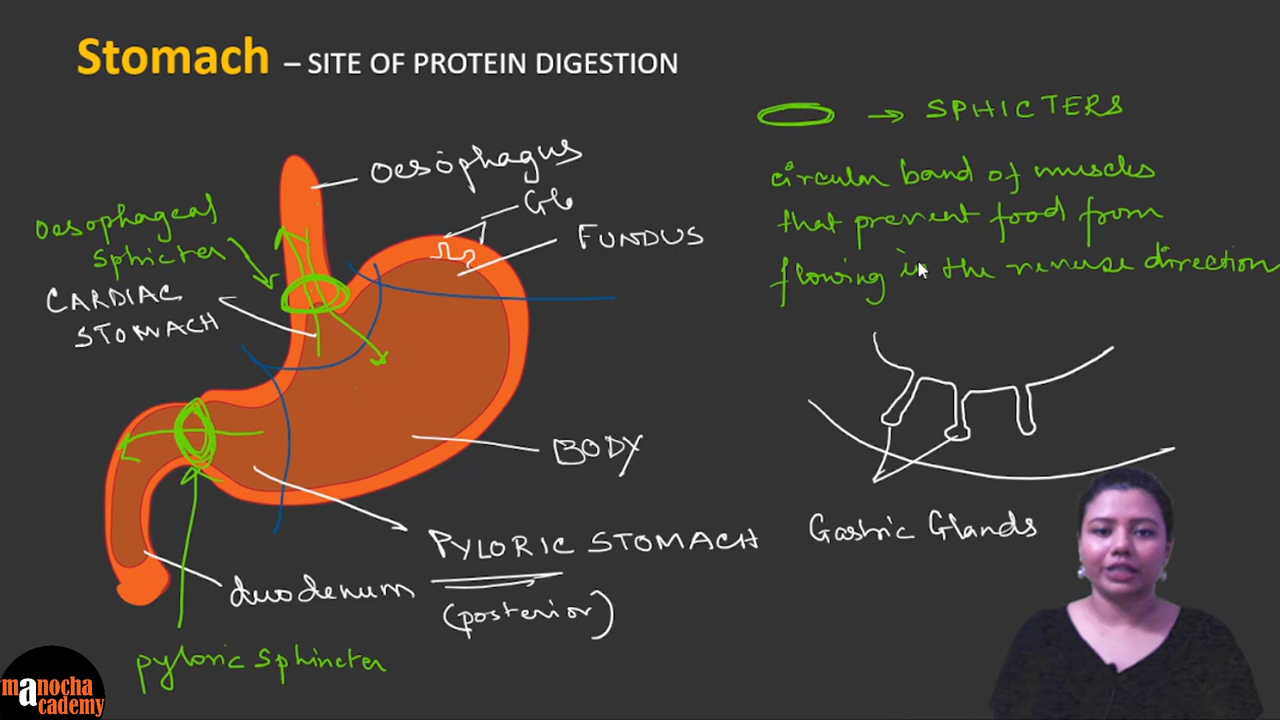 Stomach – SITE OF PROTEIN DIGESTION
→ SPHICTERS
circular band of muscles
that prevent food from
flowing in the reverse direction
Oesophagus
GG
FUNDUS
Oesophageal
sphicter
CARDIAC
STOMACH
BODY
PYLORIC STOMACH
(posterior)
duodenum
pyloric sphincter
Gastric Glands
manocha
academy